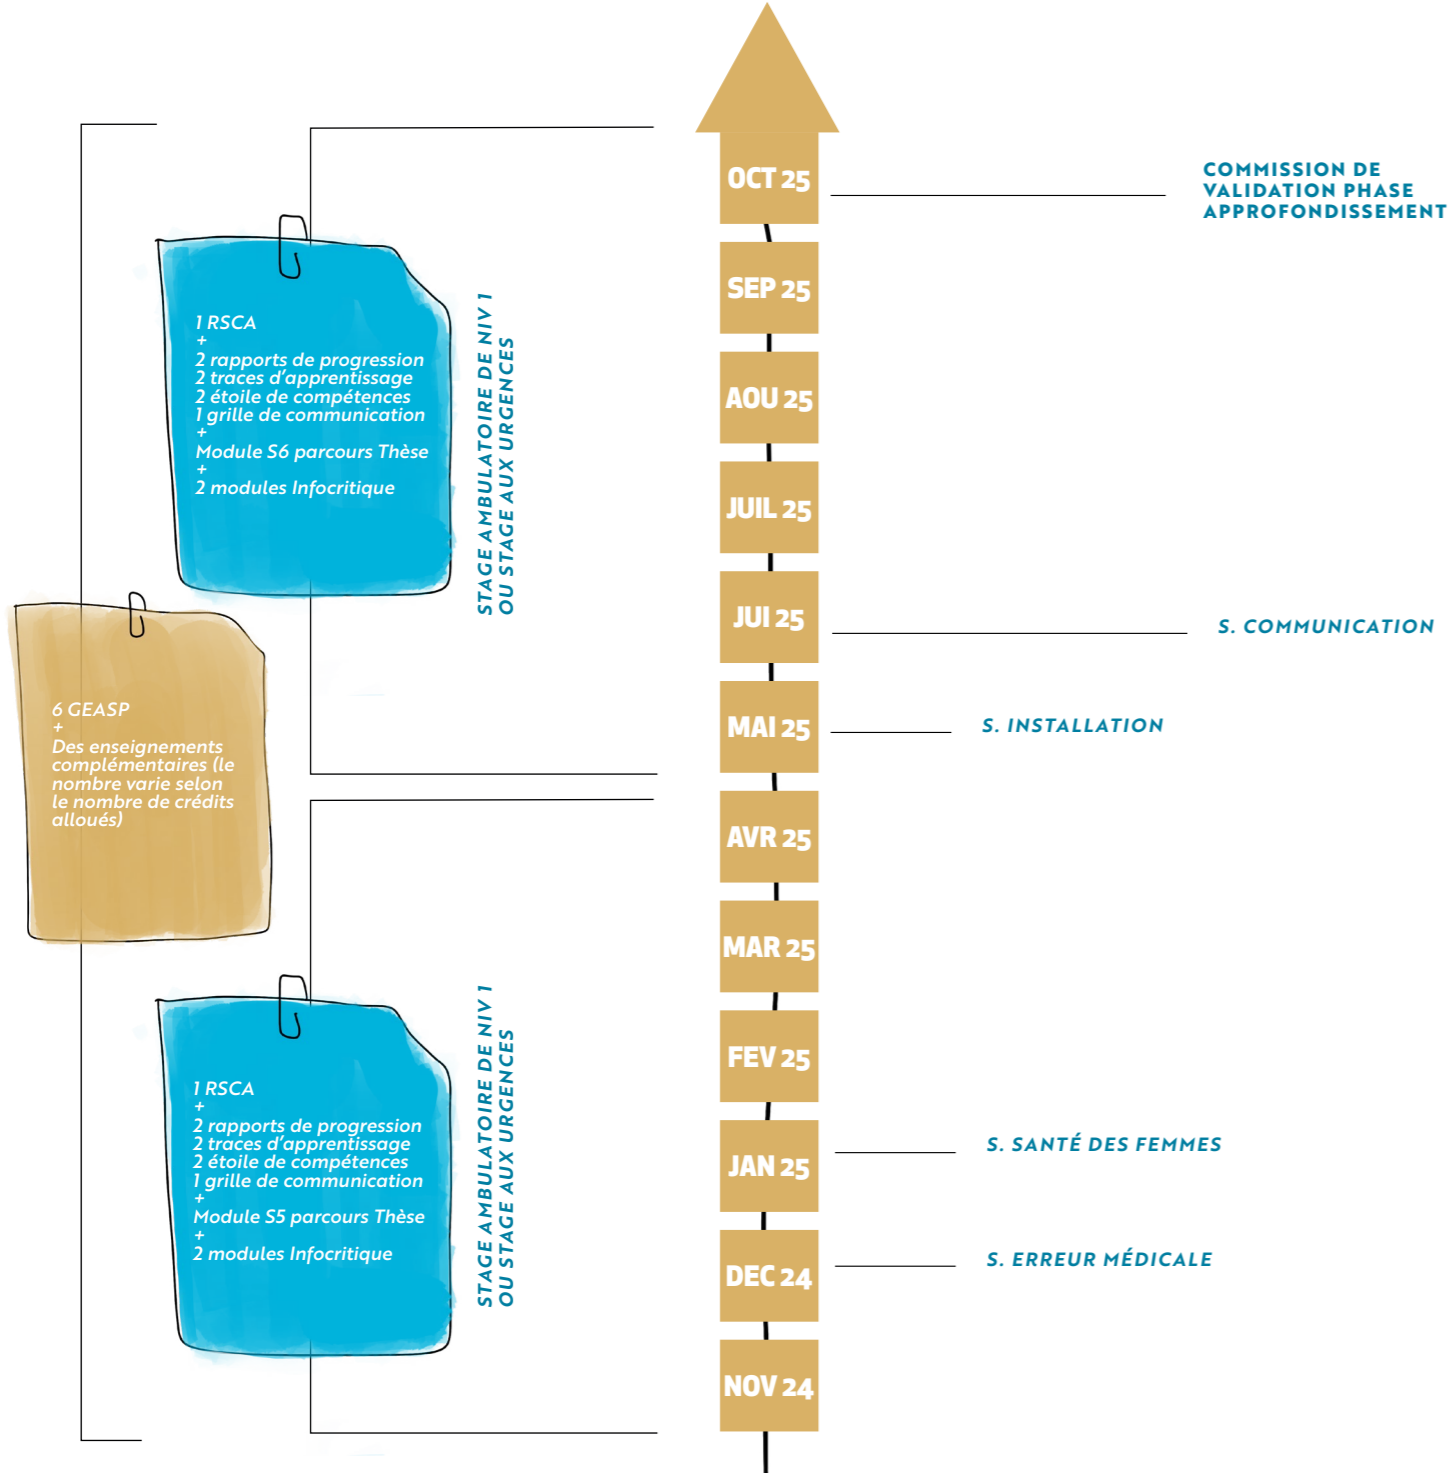 OCT 25
COMMISSION DE
VALIDATION PHASE
APPROFONDISSEMENT
SEP 25
AOU 25
JUIL 25
JUI 25
S. COMMUNICATION
MAI 25
S. INSTALLATION
AVR 25
MAR 25
FEV 25
JAN 25
S. SANTÉ DES FEMMES
DEC 24
S. ERREUR MÉDICALE
NOV 24
1 RSCA
+
2 rapports de progression
2 traces d'apprentissage
2 étoile de compétences
1 grille de communication
+
Module S6 parcours Thèse
+
2 modules Infocritique
STAGE AMBULATOIRE DE NIV 1
OU STAGE AUX URGENCES
6 GEASP
+
Des enseignements
complémentaires (le
nombre varie selon
le nombre de crédits
alloués)
1 RSCA
+
2 rapports de progression
2 traces d'apprentissage
2 étoile de compétences
1 grille de communication
+
Module S5 parcours Thèse
+
2 modules Infocritique
STAGE AMBULATOIRE DE NIV 1
OU STAGE AUX URGENCES